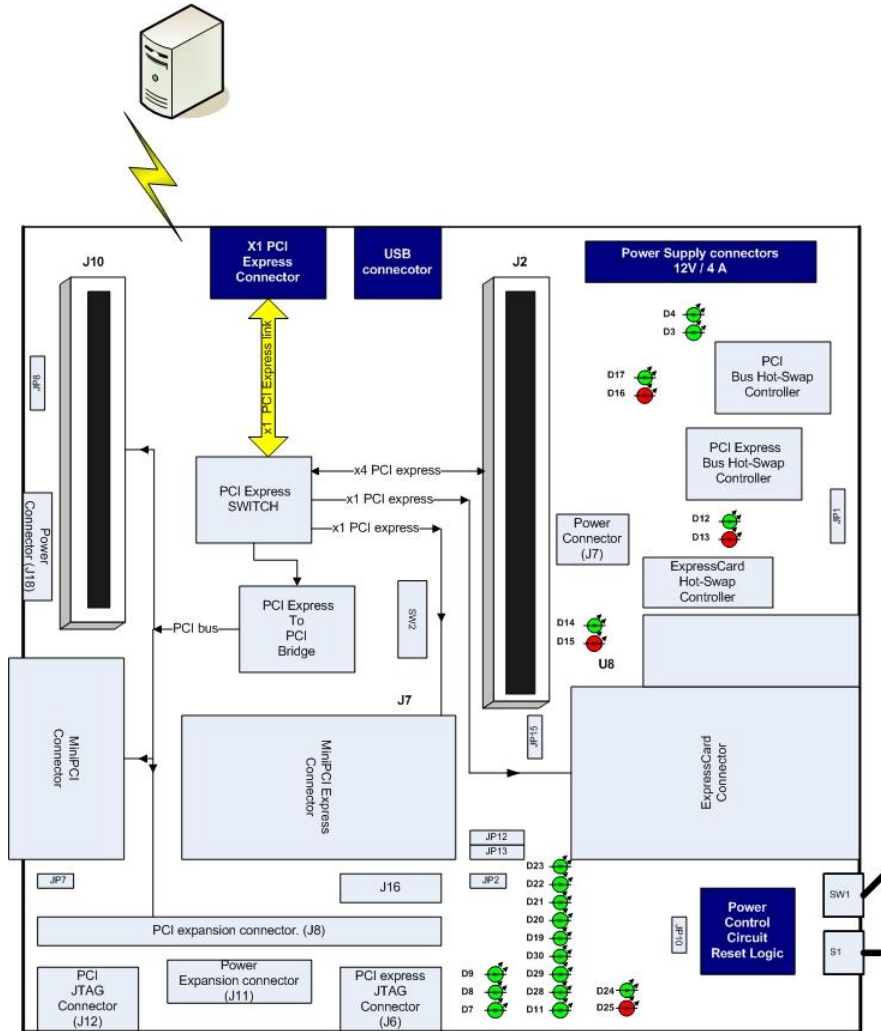 X1 PCI
Express
Connector
USB
connecotor
Power Supply connectors
12V / 4 A
J10
J2
D4
D3
x1 PCI Express link
JP8
D17
D16
PCI
Bus Hot-Swap
Controller
PCI Express
Bus Hot-Swap
Controller
PCI Express
SWITCH
x4 PCI express
x1 PCI express
x1 PCI express
Power
Connector (J18)
Power
Connector
(J7)
D12
D13
JP1
ExpressCard
Hot-Swap
Controller
PCI Express
To
PCI
Bridge
SW2
PCI bus
D14
D15
U8
J7
MiniPCI
Connector
MiniPCI Express
Connector
JP15
ExpressCard
Connector
JP12
JP13
JP7
J16
JP2
D23
D22
D21
D20
D19
D30
D29
D28
D11
SW1
S1
Power
Control
Circuit
Reset Logic
JP10
PCI expansion connector. (J8)
PCI
JTAG
Connector
(J12)
Power
Expansion connector
(J11)
PCI express
JTAG
Connector
(J6)
D9
D8
D7
D24
D25